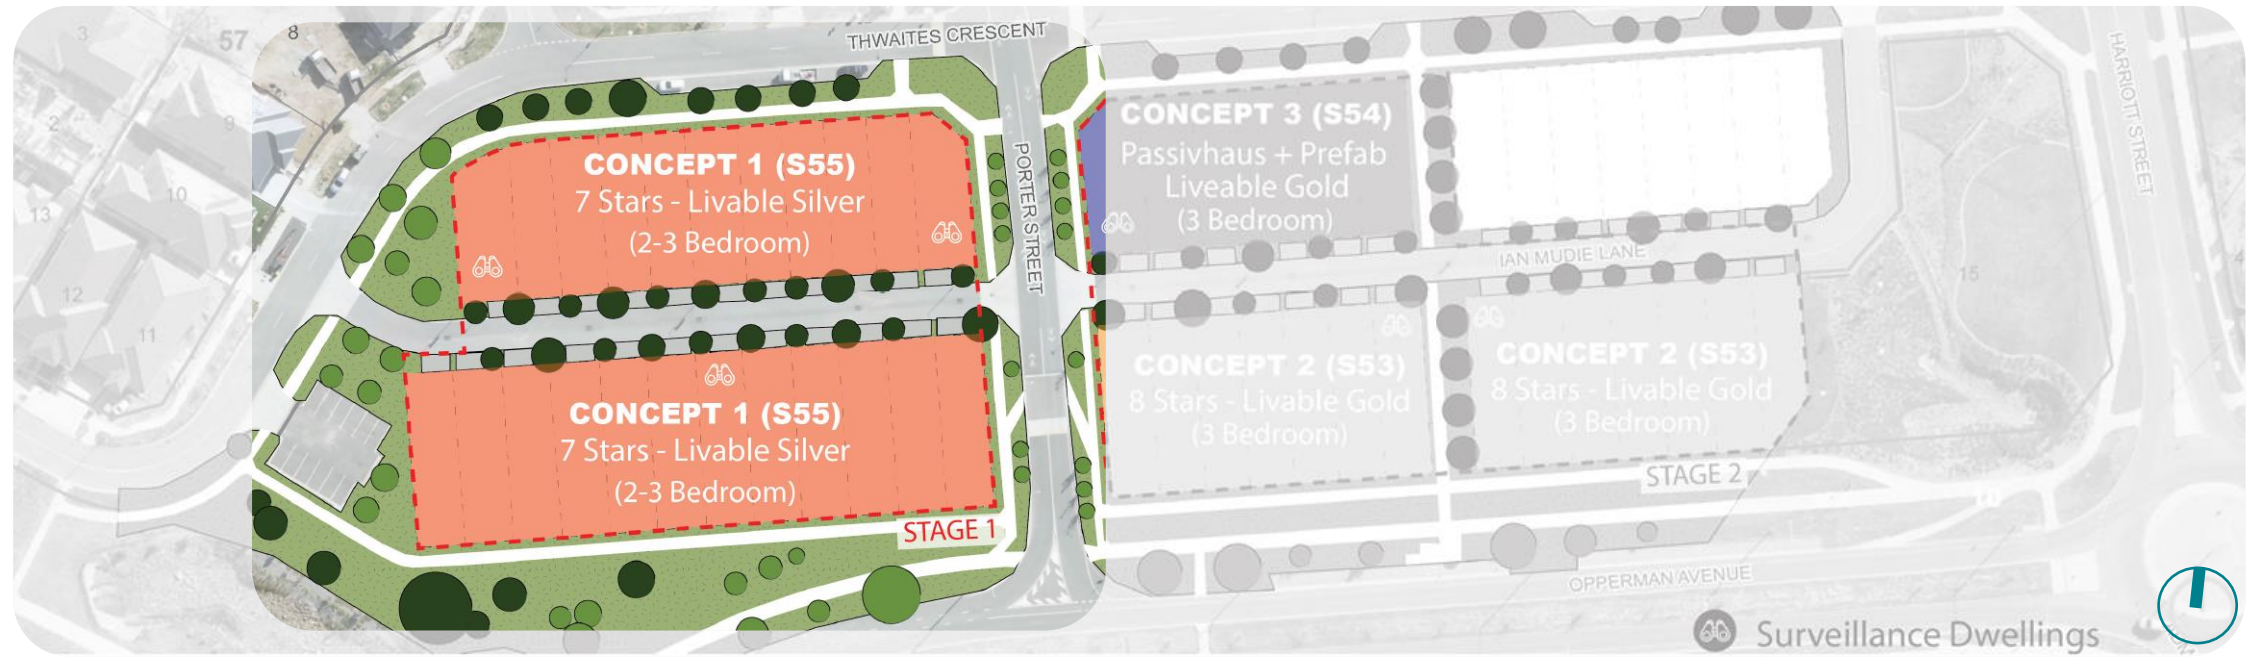 3
57
8
2
9
13
10
12
11
THWAITES CRESCENT
PORTER STREET
HARRIOTT STREET
CONCEPT 1 (S55)
7 Stars - Livable Silver
(2-3 Bedroom)
CONCEPT 3 (S54)
Passivhaus + Prefab
Liveable Gold
(3 Bedroom)
IAN MUDIE LANE
15
4
CONCEPT 1 (S55)
7 Stars - Livable Silver
(2-3 Bedroom)
STAGE 1
CONCEPT 2 (S53)
8 Stars - Livable Gold
(3 Bedroom)
CONCEPT 2 (S53)
8 Stars - Livable Gold
(3 Bedroom)
STAGE 2
OPPERMAN AVENUE
Surveillance Dwellings